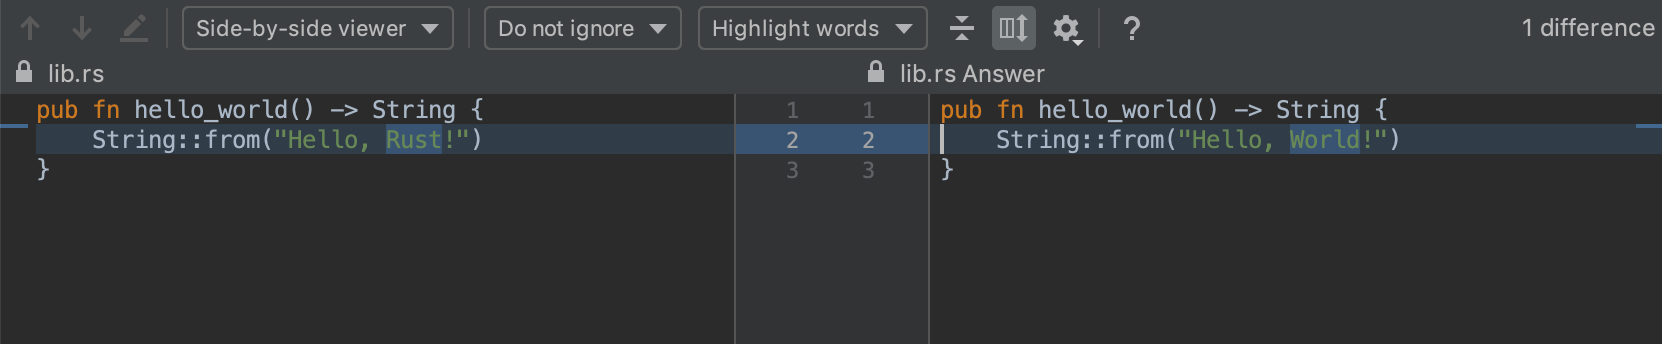 Side-by-side viewer Do not ignore Highlight words ? 1 difference
lib.rs lib.rs Answer
pub fn hello_world() -> String { 1 1 pub fn hello_world() -> String {
String::from("Hello, Rust!") 2 2 String::from("Hello, World!")
} 3 3 }